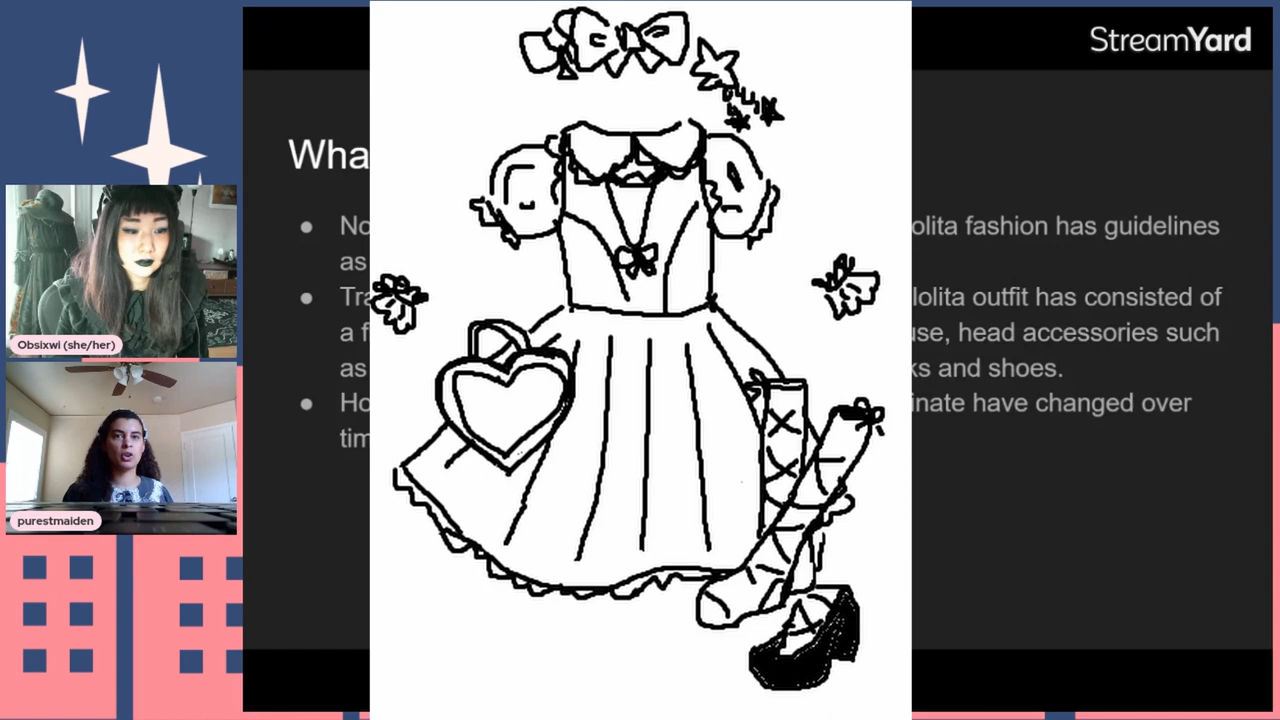 StreamYard
Wha
No
olita fashion has guidelines
as
Tra
lolita outfit has consisted of
a f
use, head accessories such
as
ks and shoes.
Ho
inate have changed over
tim
Obsixwi (she/her)
purestmaiden